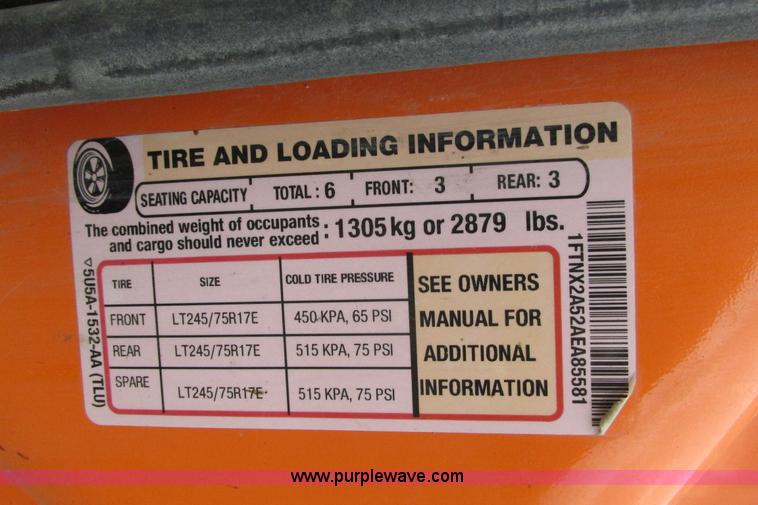 TIRE AND LOADING INFORMATION
SEATING CAPACITY TOTAL : 6 FRONT: 3 REAR: 3
The combined weight of occupants and cargo should never exceed : 1305 kg or 2879 lbs.
TIRE SIZE COLD TIRE PRESSURE
FRONT LT245/75R17E 450 KPA, 65 PSI
REAR LT245/75R17E 515 KPA, 75 PSI
SPARE LT245/75R17E 515 KPA, 75 PSI
SEE OWNERS
MANUAL FOR
ADDITIONAL
INFORMATION
▽5U5A-1532-AA (TLU)
1FTNX2A52AEA85581
www.purplewave.com